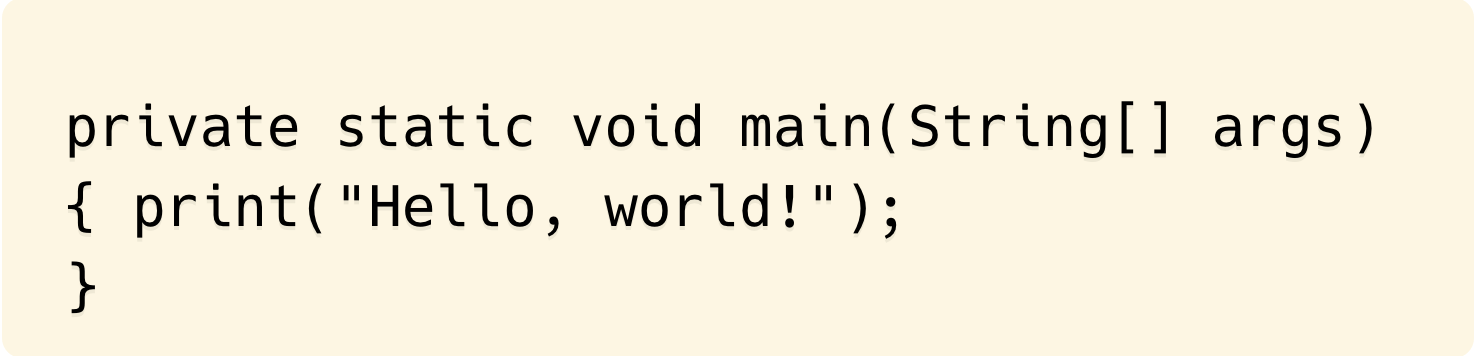 private static void main(String[] args)
{ print("Hello, world!");
}